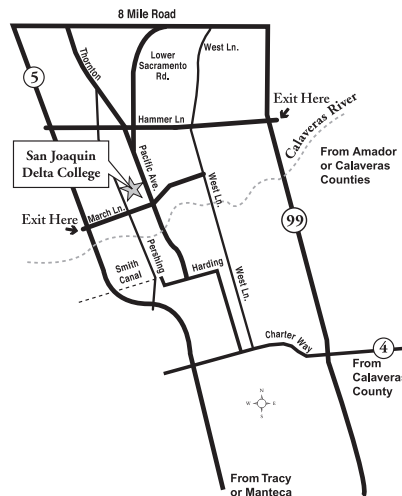 8 Mile Road
Thornton
Lower
Sacramento
Rd.
West Ln.
5
Hammer Ln
Exit Here
Calaveras River
San Joaquin
Delta College
Pacific Ave.
From Amador
or Calaveras
Counties
March Ln.
West Ln.
Exit Here
99
Pershing
Smith
Canal
Harding
West Ln.
Charter Way
4
From
Calaveras
County
N
W
E
S
From Tracy
or Manteca